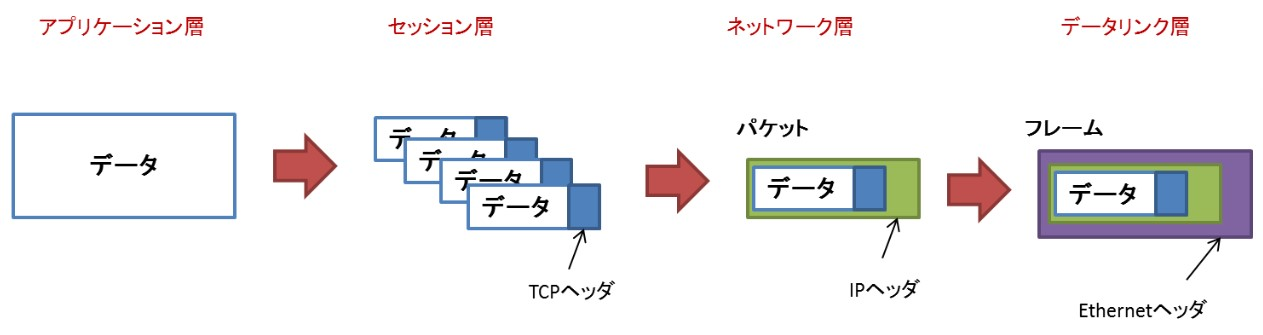 アプリケーション層
セッション層
ネットワーク層
データリンク層
データ
データ
データ
データ
データ
TCPヘッダ
パケット
データ
IPヘッダ
フレーム
データ
Ethernetヘッダ